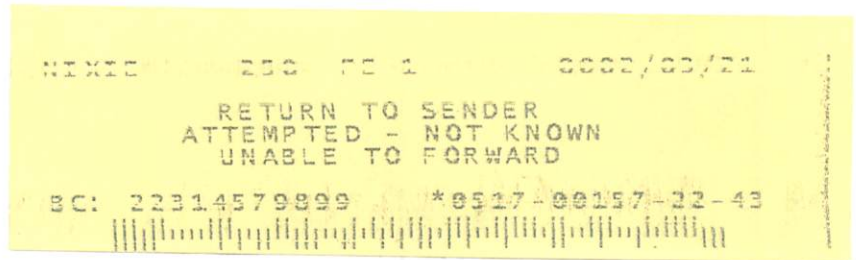 NIXIE 250 FE 1 0002/03/21
RETURN TO SENDER
ATTEMPTED - NOT KNOWN
UNABLE TO FORWARD
BC: 22314579899 *0517-00157-22-43